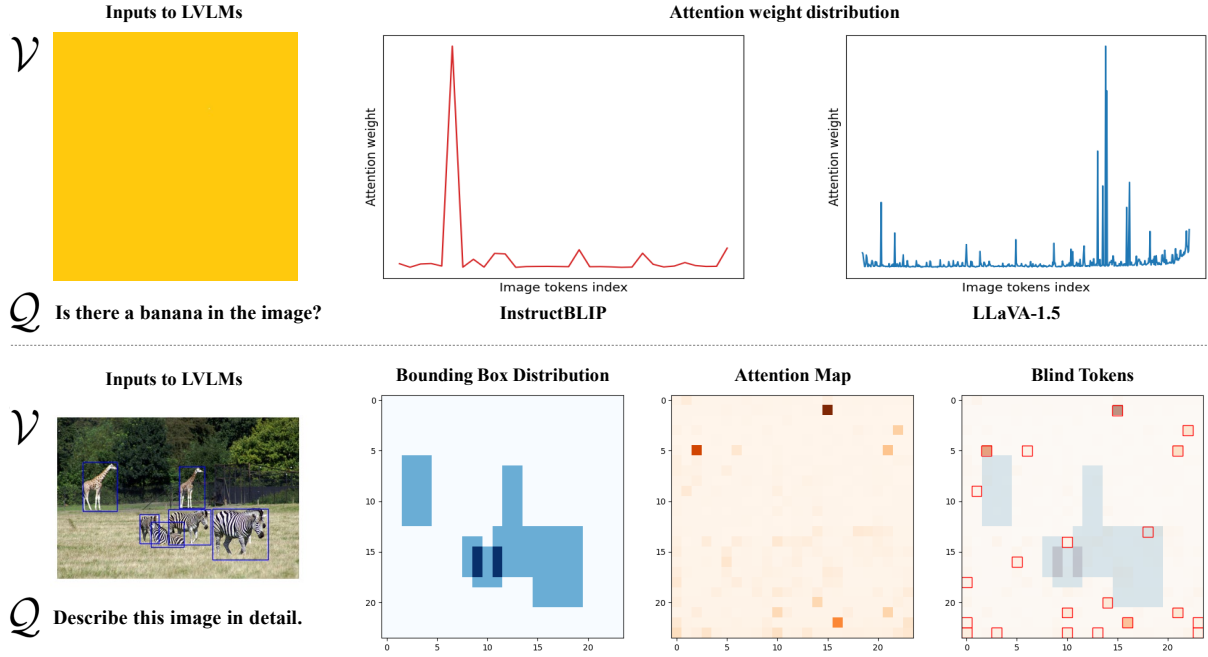 Inputs to LVLMs
Attention weight distribution
𝒱
Attention weight
Image tokens index
Attention weight
Image tokens index
𝒬 Is there a banana in the image?
InstructBLIP
LLaVA-1.5
Inputs to LVLMs
Bounding Box Distribution
Attention Map
Blind Tokens
𝒱
0
5
10
15
20
0 5 10 15 20
0
5
10
15
20
0 5 10 15 20
0
5
10
15
20
0 5 10 15 20
𝒬 Describe this image in detail.